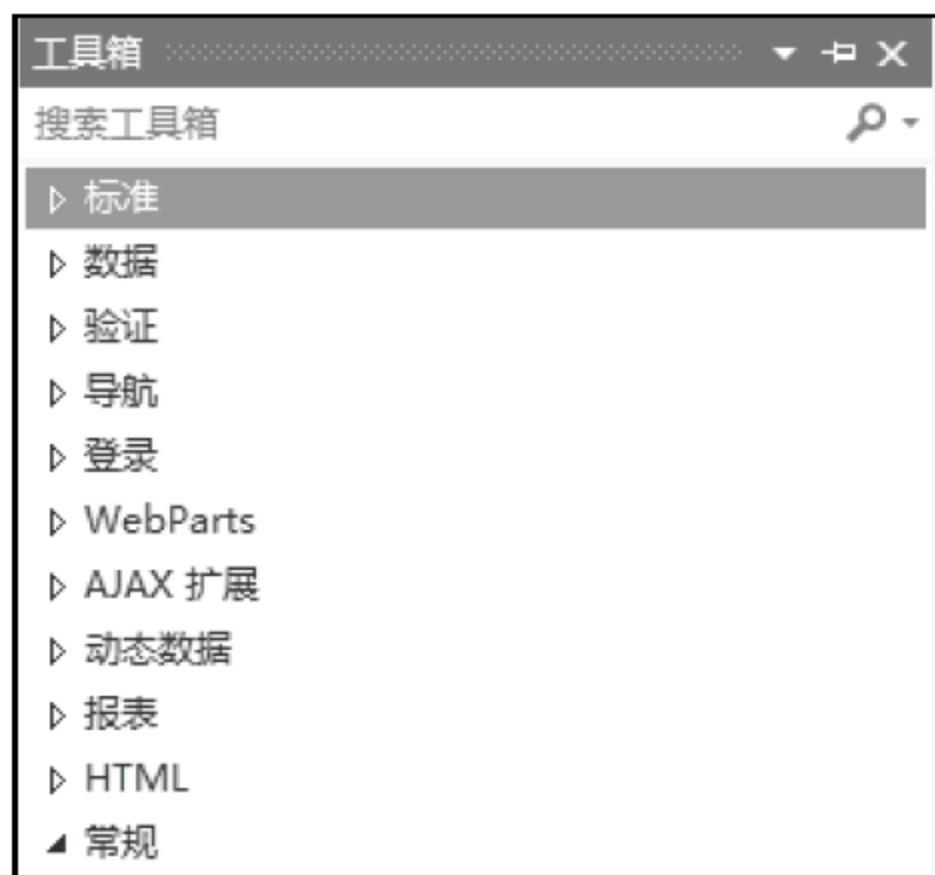 工具箱
搜索工具箱
标准
数据
验证
导航
登录
WebParts
AJAX 扩展
动态数据
报表
HTML
常规